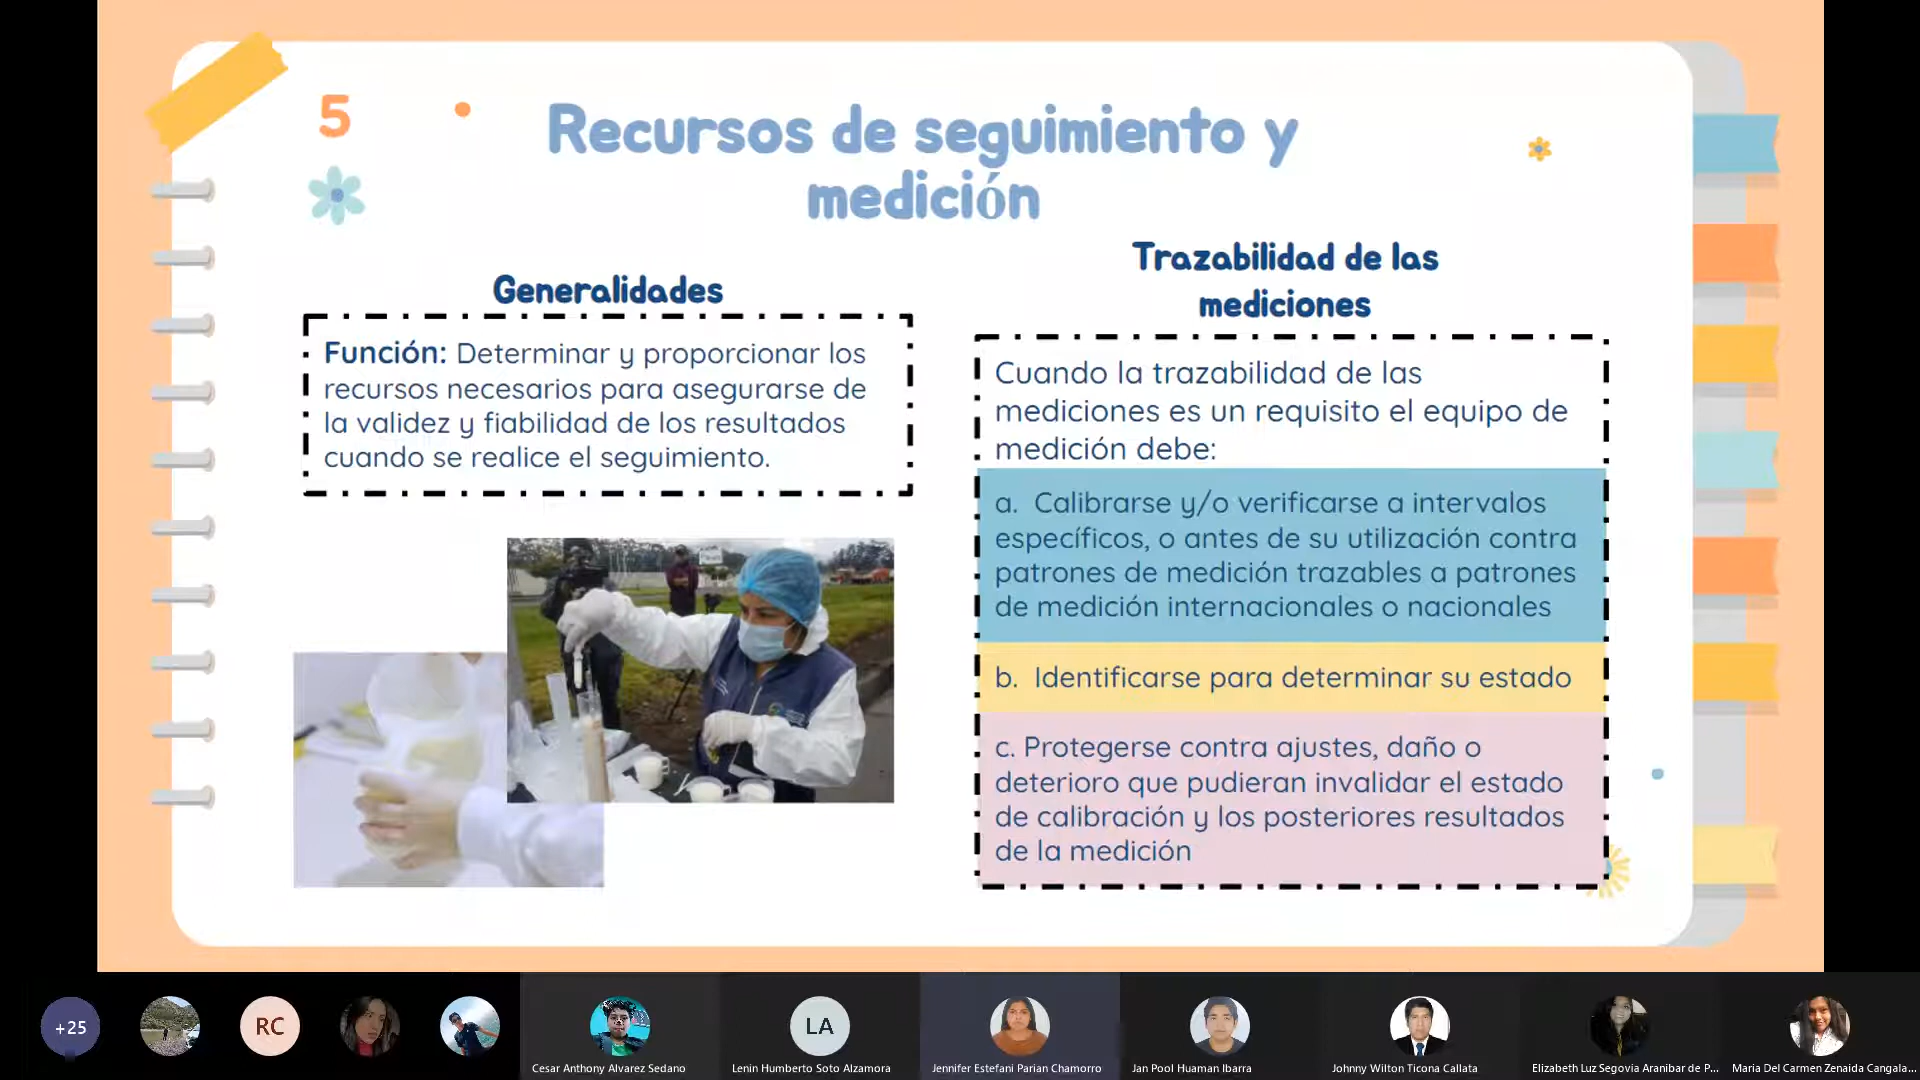 5
Recursos de seguimiento y
medición
Generalidades
Función: Determinar y proporcionar los
recursos necesarios para asegurarse de
la validez y fiabilidad de los resultados
cuando se realice el seguimiento.
Trazabilidad de las
mediciones
Cuando la trazabilidad de las
mediciones es un requisito el equipo de
medición debe:
a. Calibrarse y/o verificarse a intervalos
específicos, o antes de su utilización contra
patrones de medición trazables a patrones
de medición internacionales o nacionales
b. Identificarse para determinar su estado
c. Protegerse contra ajustes, daño o
deterioro que pudieran invalidar el estado
de calibración y los posteriores resultados
de la medición
+25
RC
LA
Cesar Anthony Alvarez Sedano
Lenin Humberto Soto Alzamora
Jennifer Estefani Parian Chamorro
Jan Pool Huaman Ibarra
Johnny Wilton Ticona Callata
Elizabeth Luz Segovia Aranibar de P...
Maria Del Carmen Zenaida Cangala...